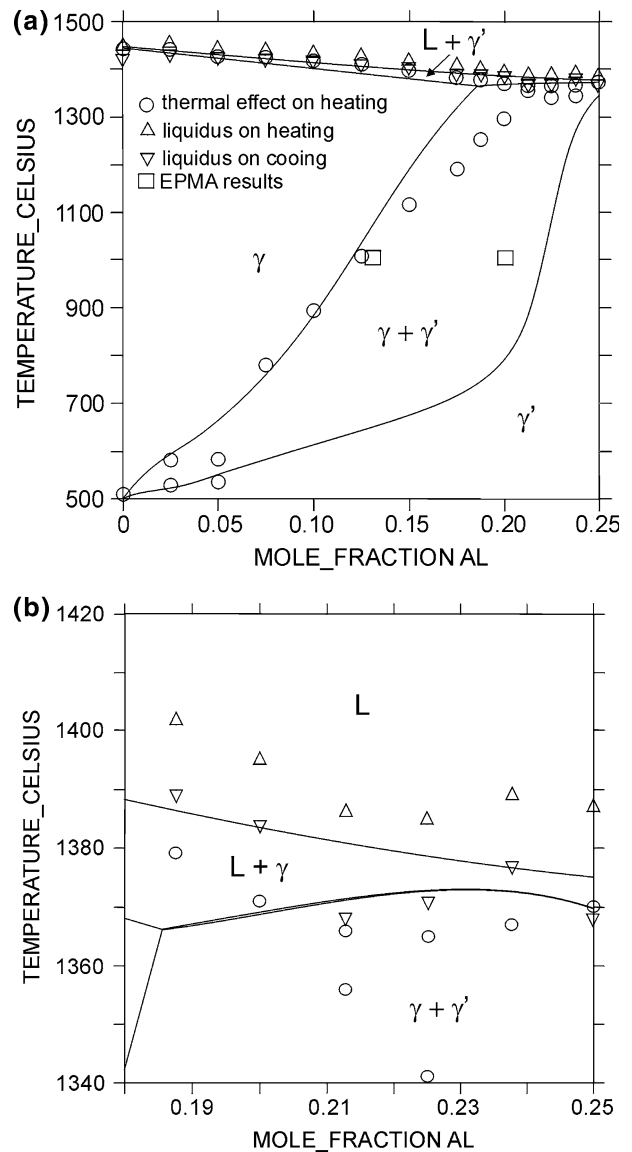 (a)
1500
1300
1100
900
700
500
TEMPERATURE_CELSIUS
L + γ’
thermal effect on heating
liquidus on heating
liquidus on cooing
EPMA results
γ
γ + γ’
γ’
0 0.05 0.10 0.15 0.20 0.25
MOLE_FRACTION AL
(b)
1420
1400
1380
1360
1340
TEMPERATURE_CELSIUS
L
L + γ
γ + γ’
0.19 0.21 0.23 0.25
MOLE_FRACTION AL